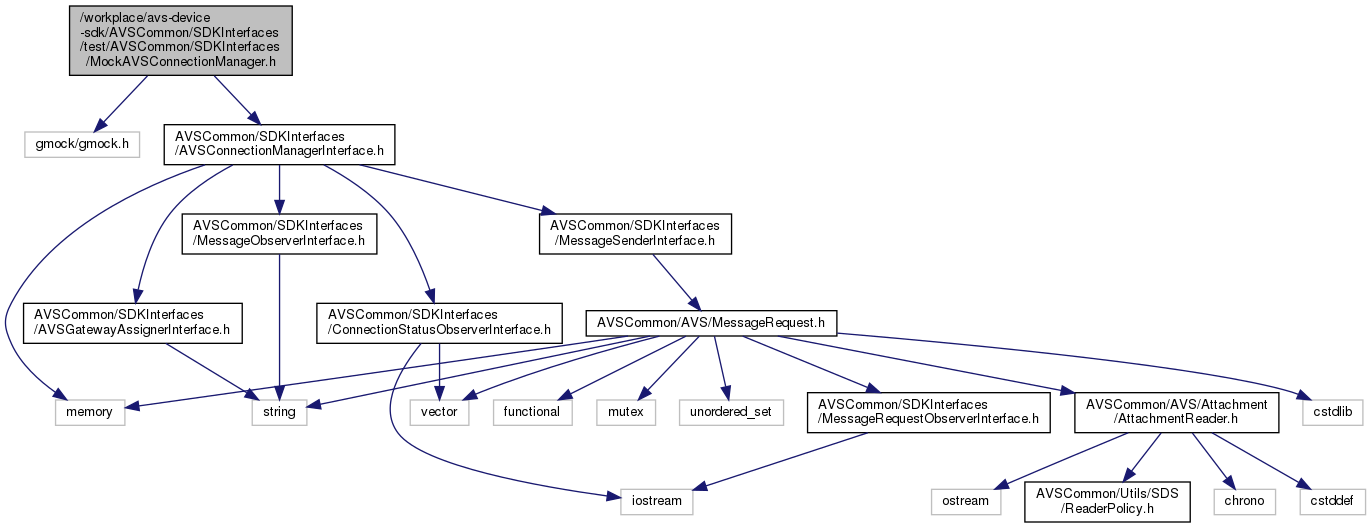 /workplace/avs-device
-sdk/AVSCommon/SDKInterfaces
/test/AVSCommon/SDKInterfaces
/MockAVSConnectionManager.h
gmock/gmock.h
AVSCommon/SDKInterfaces
/AVSConnectionManagerInterface.h
AVSCommon/SDKInterfaces
/MessageObserverInterface.h
AVSCommon/SDKInterfaces
/MessageSenderInterface.h
AVSCommon/SDKInterfaces
/AVSGatewayAssignerInterface.h
AVSCommon/SDKInterfaces
/ConnectionStatusObserverInterface.h
AVSCommon/AVS/MessageRequest.h
memory
string
vector
functional
mutex
unordered_set
AVSCommon/SDKInterfaces
/MessageRequestObserverInterface.h
AVSCommon/AVS/Attachment
/AttachmentReader.h
cstdlib
iostream
ostream
AVSCommon/Utils/SDS
/ReaderPolicy.h
chrono
cstddef